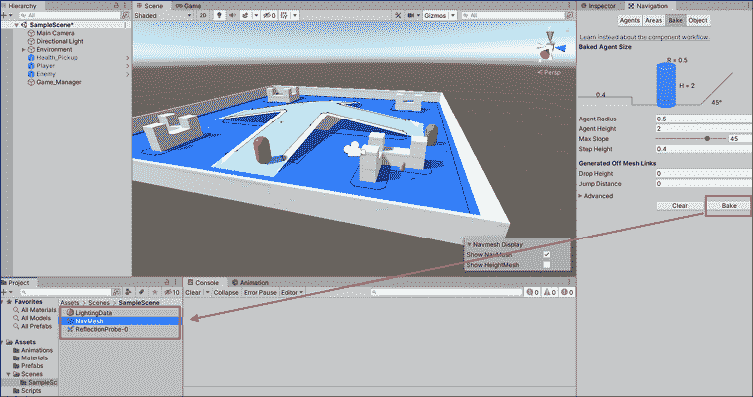 Hierarchy
All
SampleScene*
Main Camera
Directional Light
Environment
Health_Pickup
Player
Enemy
Game_Manager
Scene
Game
Shaded
2D
0
Gizmos
All
Persp
Navmesh Display
Show NavMesh
Show HeightMesh
Inspector
Navigation
Agents
Areas
Bake
Object
Learn instead about the component workflow.
Baked Agent Size
R = 0.5
H = 2
0.4
45°
Agent Radius
0.5
Agent Height
2
Max Slope
45
Step Height
0.4
Generated Off Mesh Links
Drop Height
0
Jump Distance
0
Advanced
Clear
Bake
Project
10
Favorites
All Materials
All Models
All Prefabs
Assets
Animations
Materials
Prefabs
Scenes
SampleSc
Scripts
Assets > Scenes > SampleScene
LightingData
NavMesh
ReflectionProbe-0
Console
Animation
Clear
Collapse
Error Pause
Editor
0
0
0